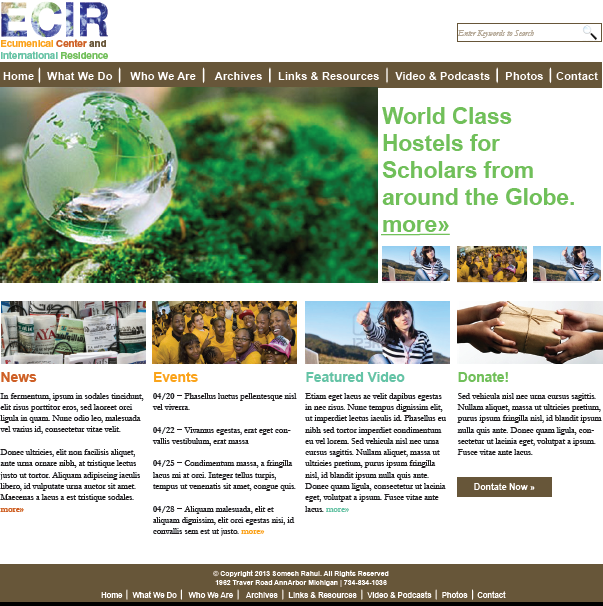 ECIR
Ecumenical Center and
International Residence
Enter Keywords to Search
Home | What We Do | Who We Are | Archives | Links & Resources | Video & Podcasts | Photos | Contact
World Class
Hostels for
Scholars from
around the Globe.
more»
News
In fermentum, ipsum in sodales tincidunt,
elit risus porttitor eros, sed laoreet orci
ligula in quam. Nunc odio leo, malesuada
vel varius id, consectetur vitae velit.
Donec ultricies, elit non facilisis aliquet,
ante urna ornare nibh, at tristique lectus
justo ut tortor. Aliquam adipiscing iaculis
libero, id vulputate urna auctor sit amet.
Maecenas a lacus a est tristique sodales.
more»
Events
04/20 – Phasellus luctus pellentesque nisl
vel viverra.
04/22 – Vivamus egestas, erat eget con-
vallis vestibulum, erat massa
04/25 – Condimentum massa, a fringilla
lacus mi at orci. Integer tellus turpis,
tempus ut venenatis sit amet, congue quis.
04/28 – Aliquam malesuada, elit et
aliquam dignissim, elit orci egestas nisi, id
convallis sem est ut justo. more»
Featured Video
Etiam eget lacus ac velit dapibus egestas
in nec risus. Nunc tempus dignissim elit,
ut imperdiet lectus iaculis id. Phasellus eu
nibh sed tortor imperdiet condimentum
eu vel lorem. Sed vehicula nisl nec urna
cursus sagittis. Nullam aliquet, massa ut
ultricies pretium, purus ipsum fringilla
nisl, id blandit ipsum nulla quis ante.
Donec quam ligula, consectetur ut lacinia
eget, volutpat a ipsum. Fusce vitae ante
lacus. more»
Donate!
Sed vehicula nisl nec urna cursus sagittis.
Nullam aliquet, massa ut ultricies pretium,
purus ipsum fringilla nisl, id blandit ipsum
nulla quis ante. Donec quam ligula, con-
sectetur ut lacinia eget, volutpat a ipsum.
Fusce vitae ante lacus.
Dontate Now »
© Copyright 2013 Somesh Rahul. All Rights Reserved
1962 Traver Road AnnArbor Michigan | 734-834-1036
Home | What We Do | Who We Are | Archives | Links & Resources | Video & Podcasts | Photos | Contact